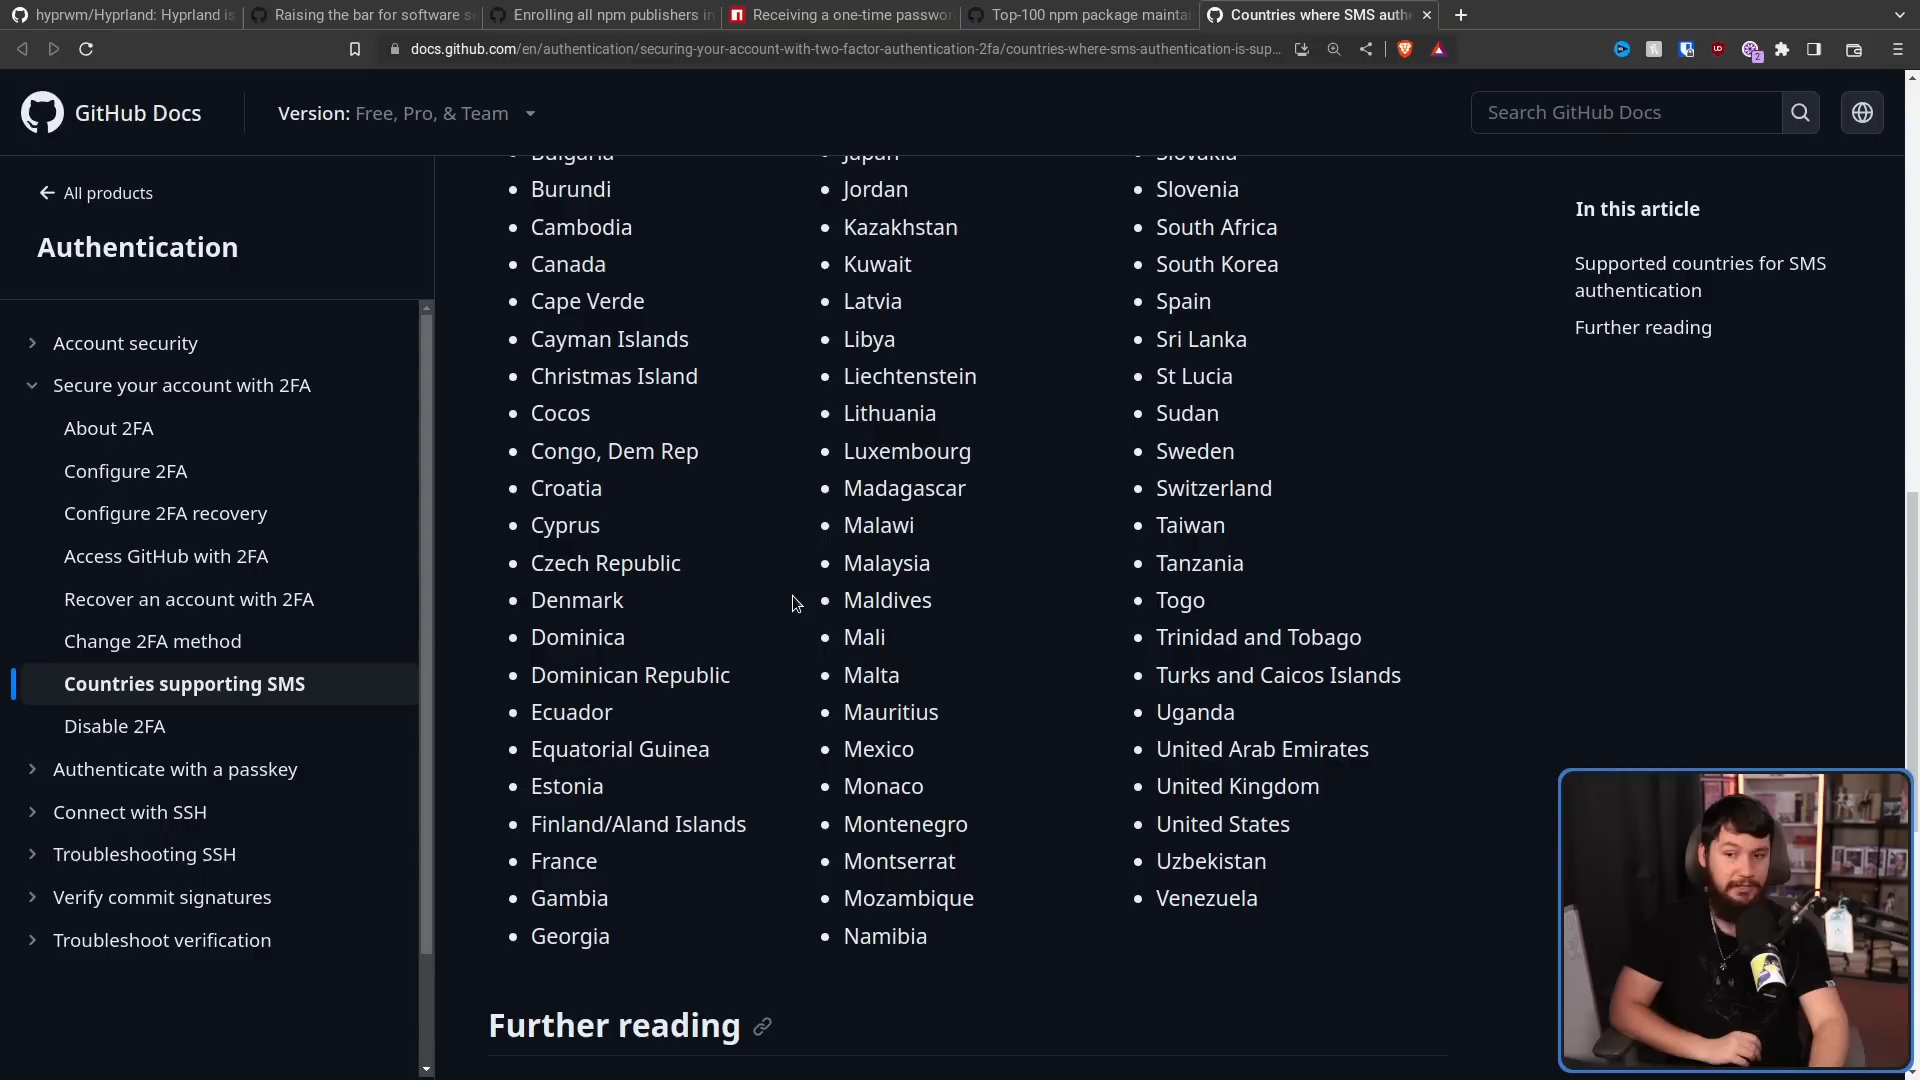 hyprwm/Hyprland: Hyprland is
Raising the bar for software s
Enrolling all npm publishers in
Receiving a one-time passwo
Top-100 npm package mainta
Countries where SMS auth
docs.github.com/en/authentication/securing-your-account-with-two-factor-authentication-2fa/countries-where-sms-authentication-is-sup...
2
GitHub Docs
Version: Free, Pro, & Team
Search GitHub Docs
All products
Authentication
Account security
Secure your account with 2FA
About 2FA
Configure 2FA
Configure 2FA recovery
Access GitHub with 2FA
Recover an account with 2FA
Change 2FA method
Countries supporting SMS
Disable 2FA
Authenticate with a passkey
Connect with SSH
Troubleshooting SSH
Verify commit signatures
Troubleshoot verification
Bulgaria
Burundi
Cambodia
Canada
Cape Verde
Cayman Islands
Christmas Island
Cocos
Congo, Dem Rep
Croatia
Cyprus
Czech Republic
Denmark
Dominica
Dominican Republic
Ecuador
Equatorial Guinea
Estonia
Finland/Aland Islands
France
Gambia
Georgia
Japan
Jordan
Kazakhstan
Kuwait
Latvia
Libya
Liechtenstein
Lithuania
Luxembourg
Madagascar
Malawi
Malaysia
Maldives
Mali
Malta
Mauritius
Mexico
Monaco
Montenegro
Montserrat
Mozambique
Namibia
Slovakia
Slovenia
South Africa
South Korea
Spain
Sri Lanka
St Lucia
Sudan
Sweden
Switzerland
Taiwan
Tanzania
Togo
Trinidad and Tobago
Turks and Caicos Islands
Uganda
United Arab Emirates
United Kingdom
United States
Uzbekistan
Venezuela
Further reading
In this article
Supported countries for SMS
authentication
Further reading